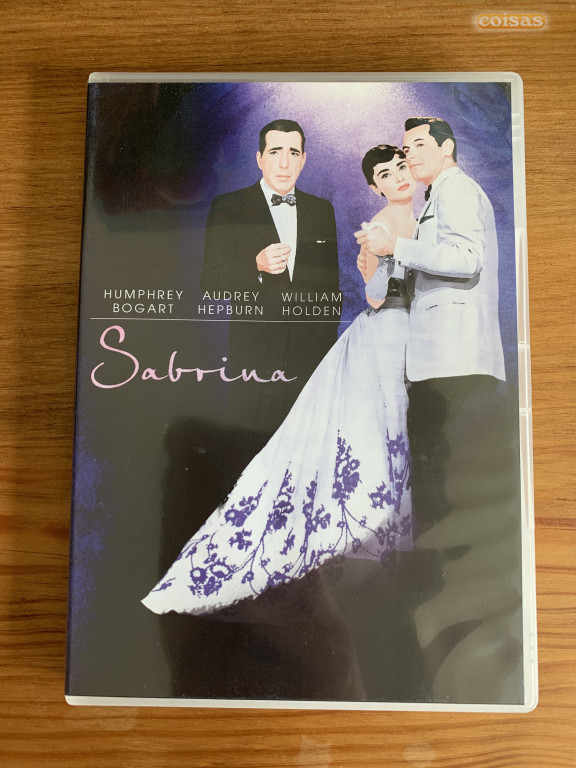 coisas
HUMPHREY AUDREY WILLIAM
BOGART HEPBURN HOLDEN
Sabrina